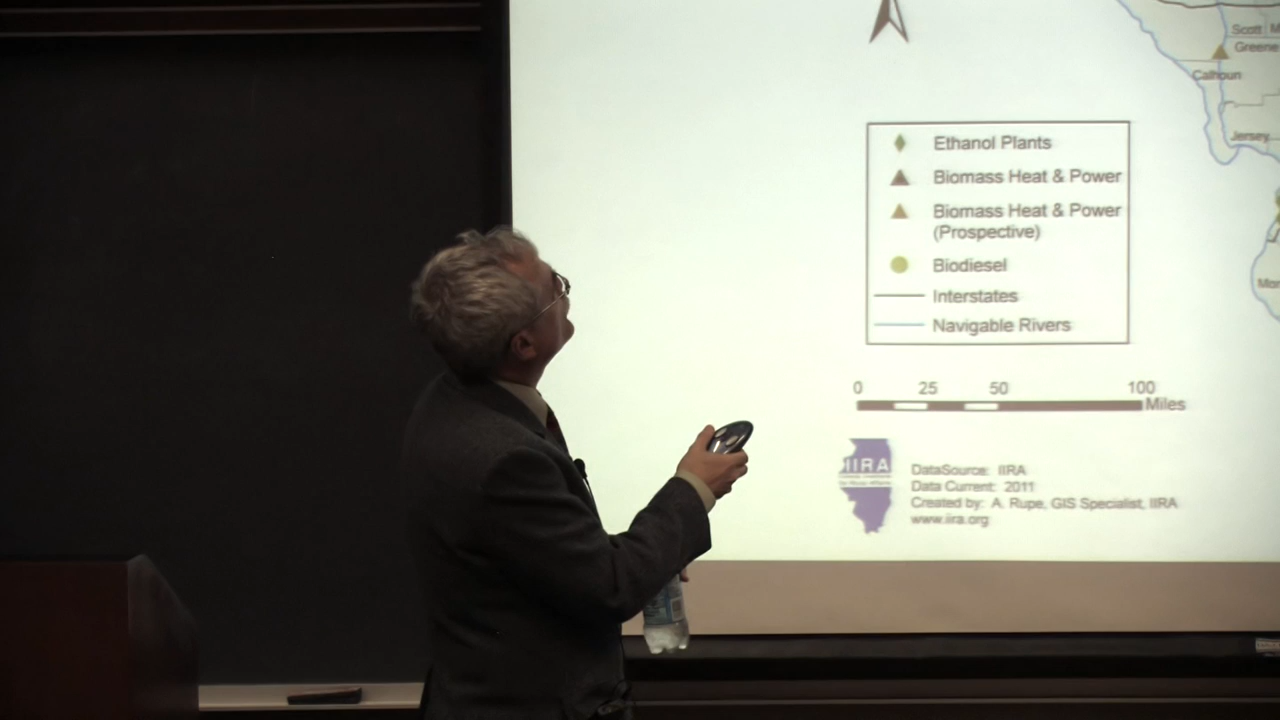 Scott
Greene
Calhoun
Jersey
Ethanol Plants
Biomass Heat & Power
Biomass Heat & Power
(Prospective)
Biodiesel
Interstates
Navigable Rivers
0 25 50 100
Miles
IIRA
DataSource: IIRA
Data Current: 2011
Created by: A. Rupe, GIS Specialist, IIRA
www.iira.org